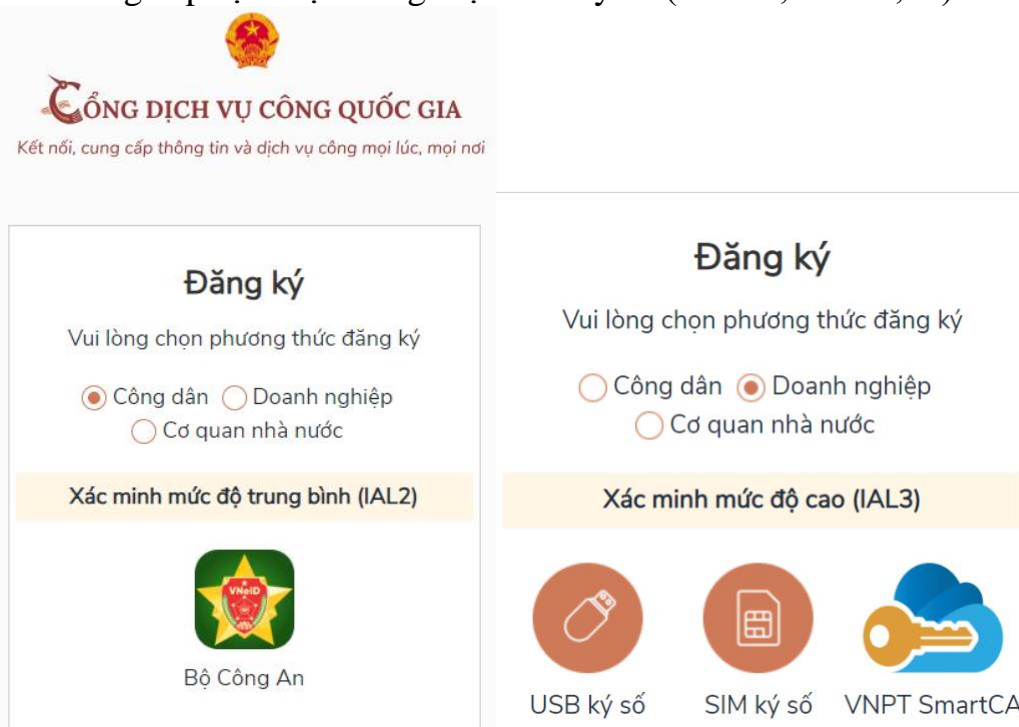 CỔNG DỊCH VỤ CÔNG QUỐC GIA
Kết nối, cung cấp thông tin và dịch vụ công mọi lúc, mọi nơi
Đăng ký
Vui lòng chọn phương thức đăng ký
Công dân Doanh nghiệp
Cơ quan nhà nước
Xác minh mức độ trung bình (IAL2)
VNeID
Bộ Công An
Đăng ký
Vui lòng chọn phương thức đăng ký
Công dân Doanh nghiệp
Cơ quan nhà nước
Xác minh mức độ cao (IAL3)
USB ký số SIM ký số VNPT SmartCA